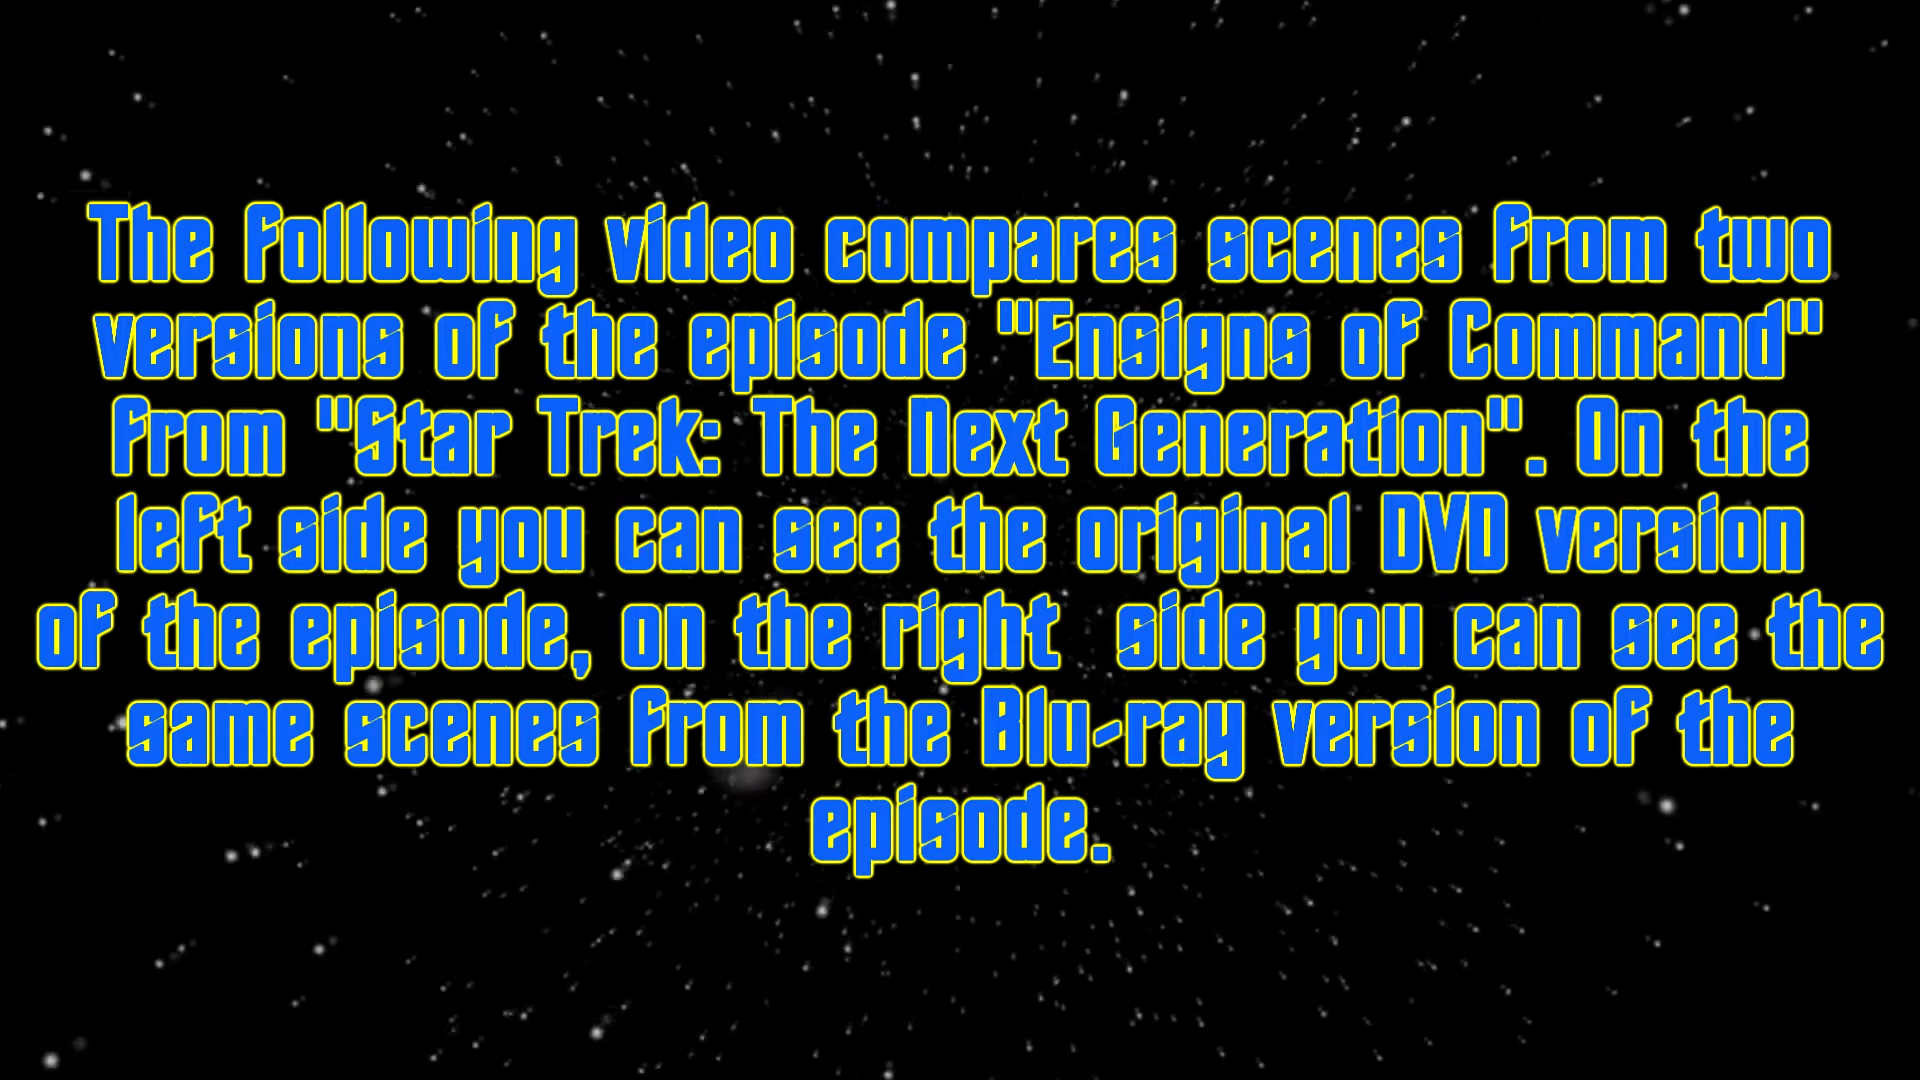 The following video compares scenes from two
versions of the episode "Ensigns of Command"
from "Star Trek: The Next Generation". On the
left side you can see the original DVD version
of the episode, on the right  side you can see the
same scenes from the Blu-ray version of the
episode.